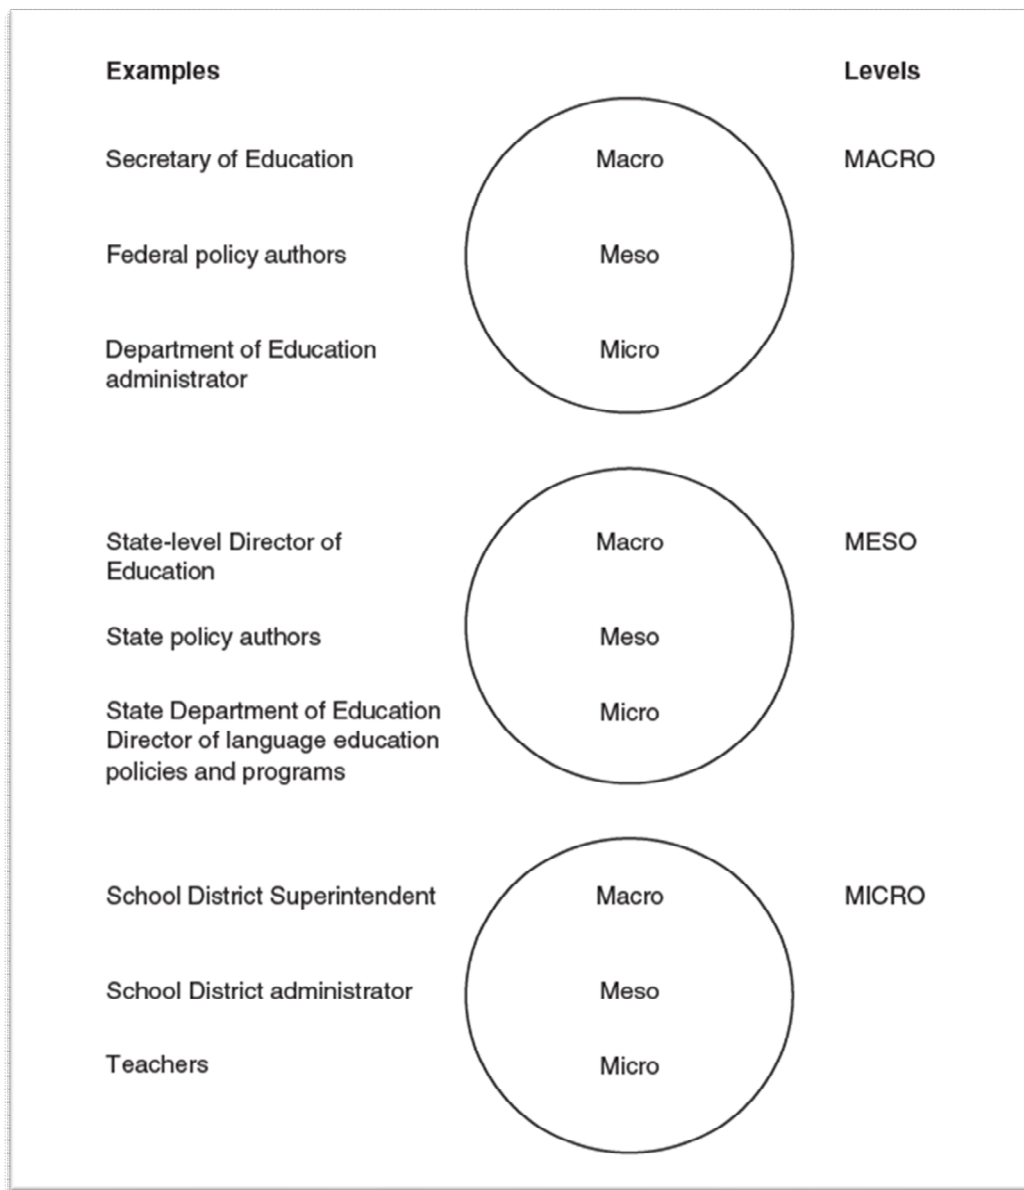 Examples Levels
Secretary of Education Macro MACRO
Federal policy authors Meso
Department of Education Micro
administrator
State-level Director of Macro MESO
Education
State policy authors Meso
State Department of Education Micro
Director of language education
policies and programs
School District Superintendent Macro MICRO
School District administrator Meso
Teachers Micro